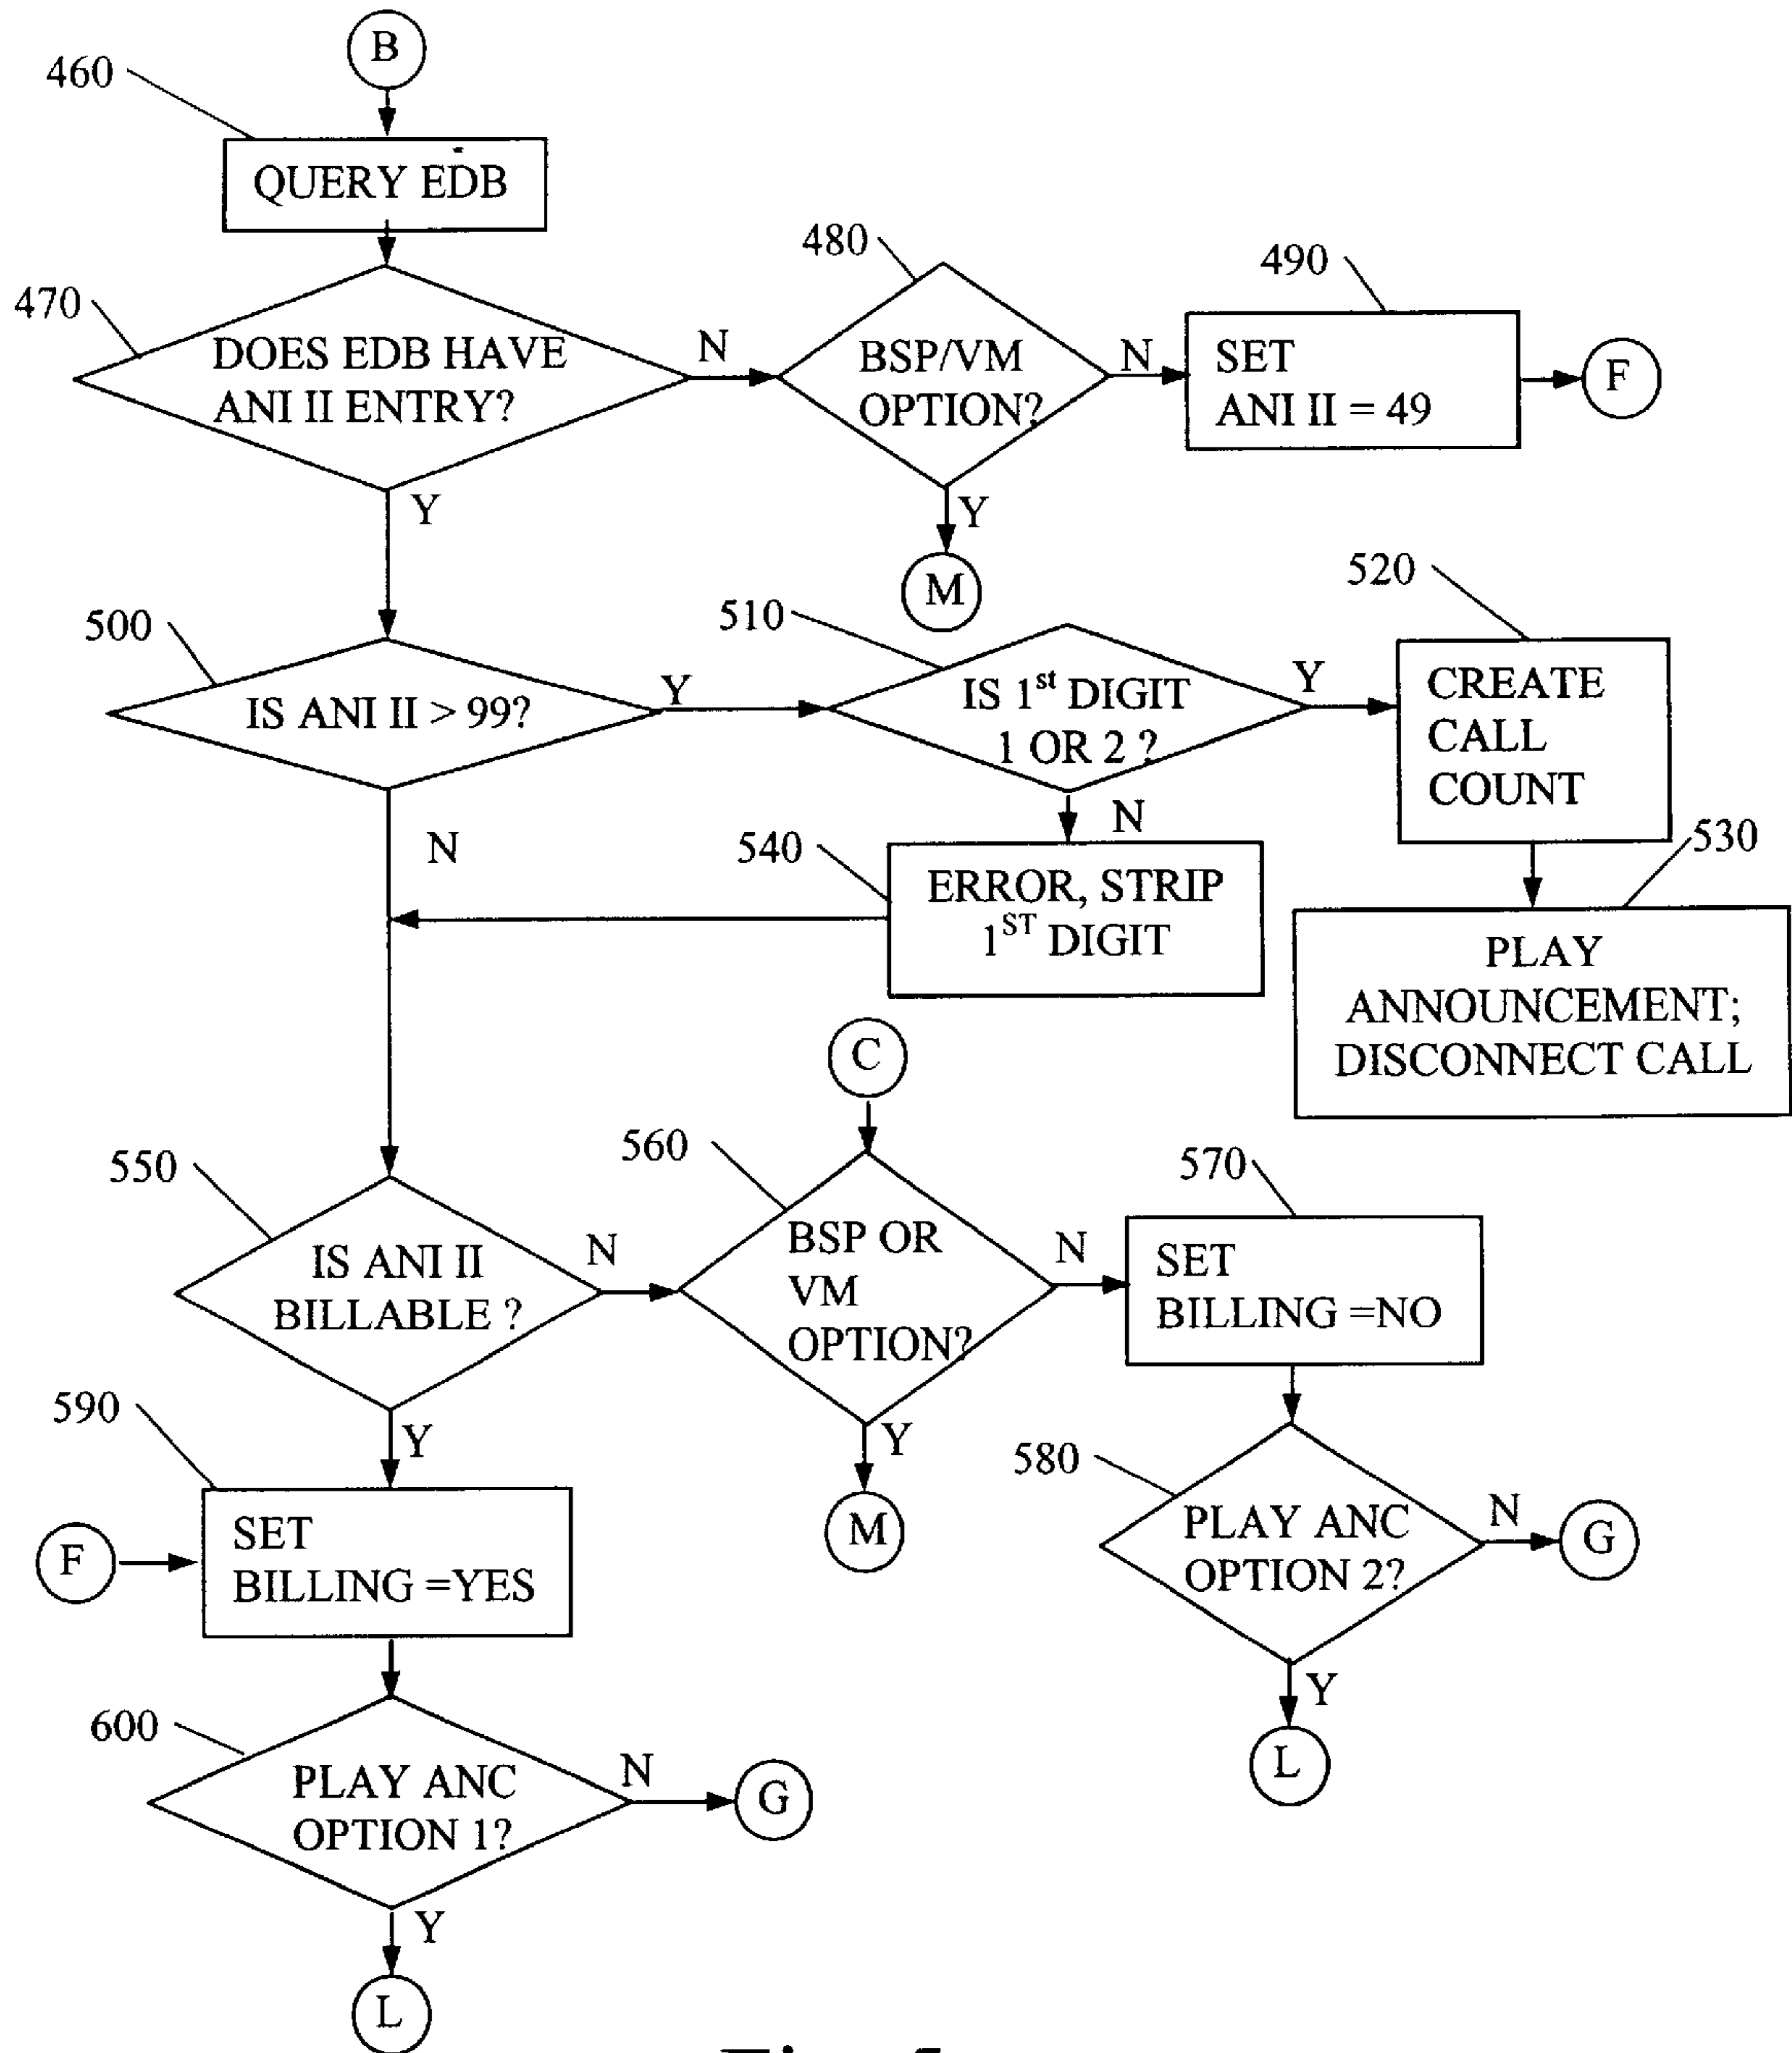 B
460
QUERY EDB
470
DOES EDB HAVE
ANI II ENTRY?
N
Y
480
BSP/VM
OPTION?
N
Y
M
490
SET
ANI II = 49
F
500
IS ANI II > 99?
Y
N
510
IS 1st DIGIT
1 OR 2 ?
Y
N
520
CREATE
CALL
COUNT
530
PLAY
ANNOUNCEMENT;
DISCONNECT CALL
540
ERROR, STRIP
1ST DIGIT
C
550
IS ANI II
BILLABLE ?
N
Y
560
BSP OR
VM
OPTION?
N
Y
M
570
SET
BILLING =NO
580
PLAY ANC
OPTION 2?
N
G
Y
L
590
F
SET
BILLING =YES
600
PLAY ANC
OPTION 1?
N
G
Y
L